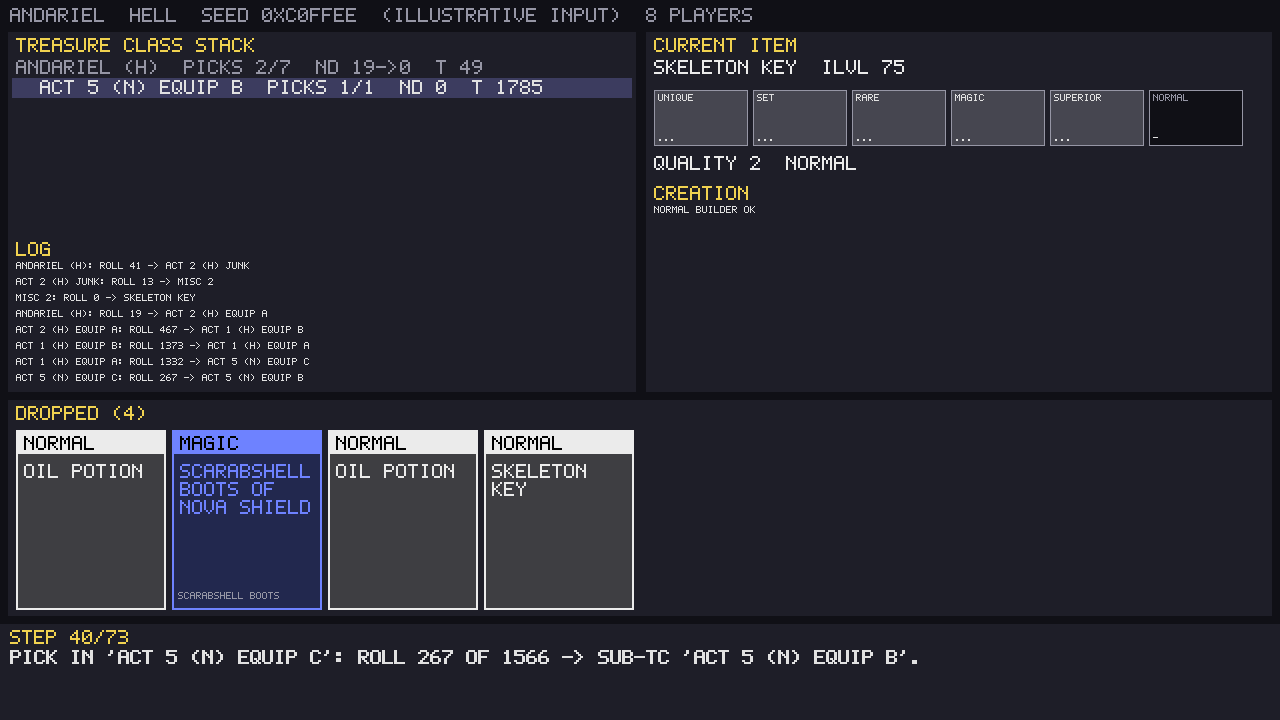 ANDARIEL HELL SEED 0XC0FFEE (ILLUSTRATIVE INPUT) 8 PLAYERS
TREASURE CLASS STACK
ANDARIEL (H) PICKS 2/7 ND 19->0 T 49
ACT 5 (N) EQUIP B PICKS 1/1 ND 0 T 1785
LOG
ANDARIEL (H): ROLL 41 -> ACT 2 (H) JUNK
ACT 2 (H) JUNK: ROLL 13 -> MISC 2
MISC 2: ROLL 0 -> SKELETON KEY
ANDARIEL (H): ROLL 19 -> ACT 2 (H) EQUIP A
ACT 2 (H) EQUIP A: ROLL 467 -> ACT 1 (H) EQUIP B
ACT 1 (H) EQUIP B: ROLL 1373 -> ACT 1 (H) EQUIP A
ACT 1 (H) EQUIP A: ROLL 1332 -> ACT 5 (N) EQUIP C
ACT 5 (N) EQUIP C: ROLL 267 -> ACT 5 (N) EQUIP B
CURRENT ITEM
SKELETON KEY ILVL 75
UNIQUE SET RARE MAGIC SUPERIOR NORMAL
... ... ... ... ... _
QUALITY 2 NORMAL
CREATION
NORMAL BUILDER OK
DROPPED (4)
NORMAL
OIL POTION
MAGIC
SCARABSHELL
BOOTS OF
NOVA SHIELD
SCARABSHELL BOOTS
NORMAL
OIL POTION
NORMAL
SKELETON
KEY
STEP 40/73
PICK IN 'ACT 5 (N) EQUIP C': ROLL 267 OF 1566 -> SUB-TC 'ACT 5 (N) EQUIP B'.